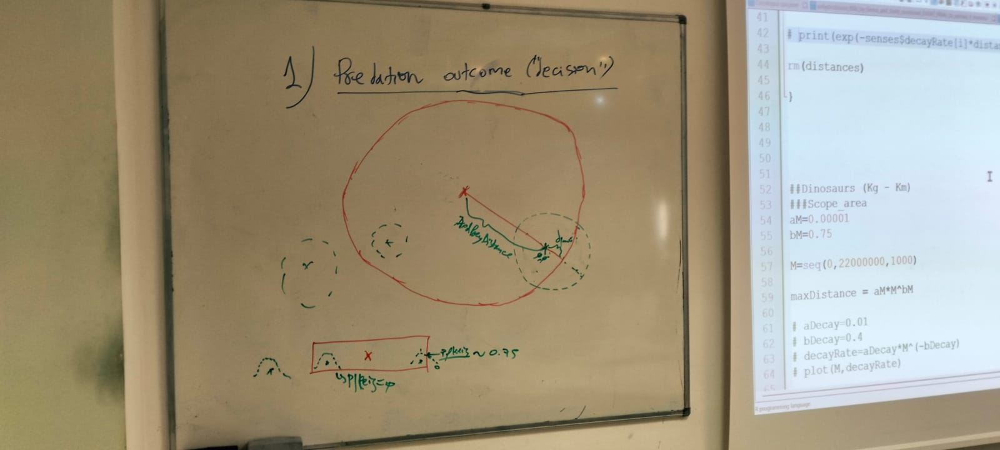 1) Predation outcome ("decision")
PredPreyDistance
~ 0.75
41
42 # print(exp(-senses$decayRate[i]*dista
43
44 rm(distances)
45
46 }
47
48
49
50
51
52 ##Dinosaurs (Kg - Km)
53 ###Scope_area
54 aM=0.00001
55 bM=0.75
56
57 M=seq(0,22000000,1000)
58
59 maxDistance = aM*M^bM
60
61 # aDecay=0.01
62 # bDecay=0.4
63 # decayRate=aDecay*M^(-bDecay)
64 # plot(M,decayRate)
65
R programming language